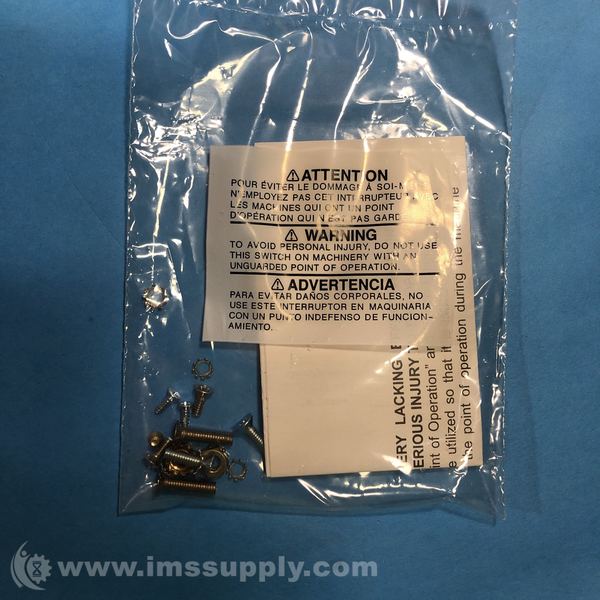 ⚠ATTENTION
POUR ÉVITER LE DOMMAGE À SOI-M
N'EMPLOYEZ PAS CET INTERRUPTEUR AVEC
LES MACHINES QUI ONT UN POINT
D'OPÉRATION QUI N'EST PAS GARD
⚠ WARNING
TO AVOID PERSONAL INJURY, DO NOT USE
THIS SWITCH ON MACHINERY WITH AN
UNGUARDED POINT OF OPERATION.
⚠ ADVERTENCIA
PARA EVITAR DAÑOS CORPORALES, NO
USE ESTE INTERRUPTOR EN MAQUINARIA
CON UN PUNTO INDEFENSO DE FUNCION-
AMIENTO.
ERY LACKING
ERIOUS INJURY
int of Operation" ar
e utilized so that it
the point of operation during the machine
www.imssupply.com